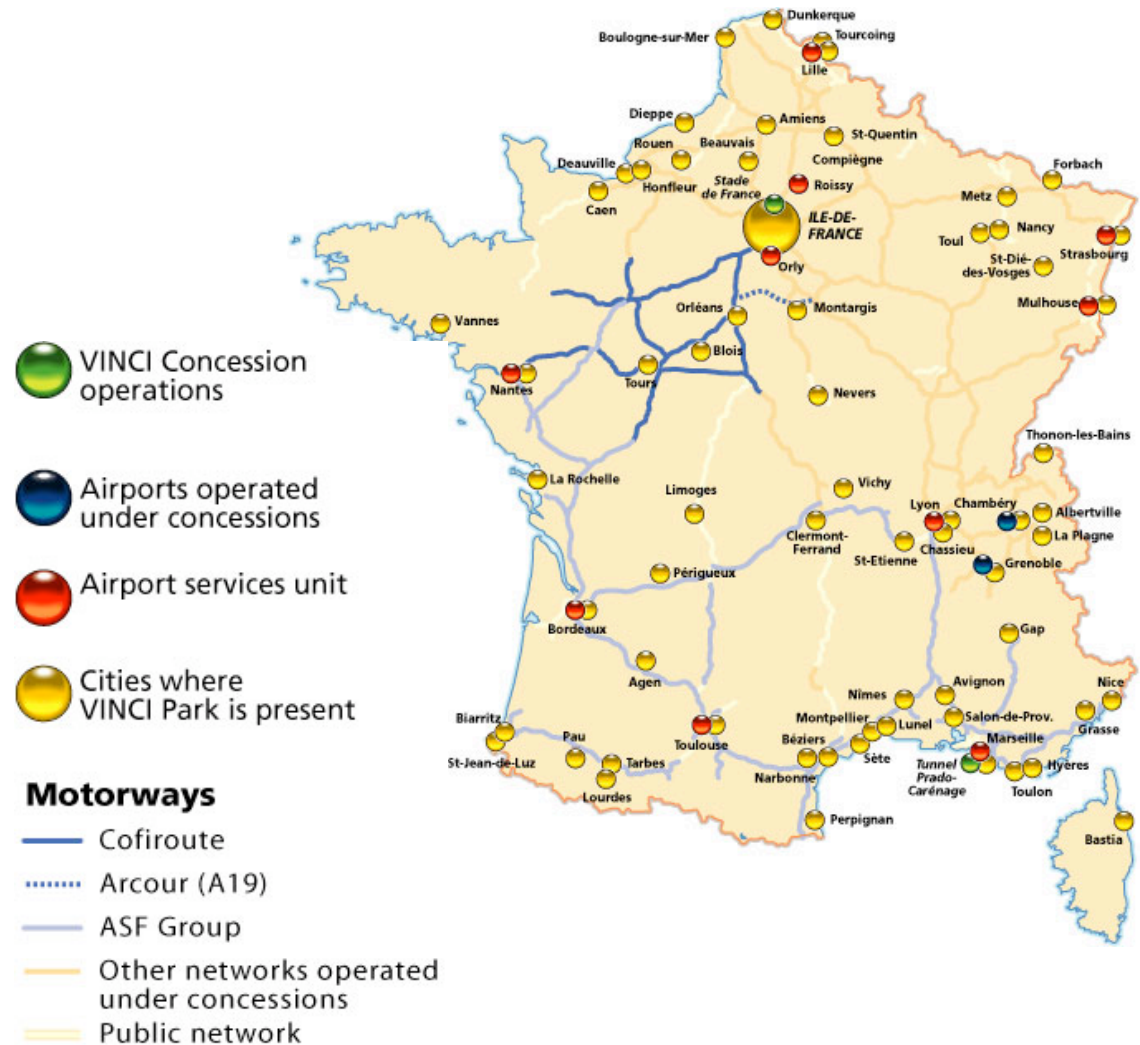 Dunkerque
Boulogne-sur-Mer
Tourcoing
Lille
Dieppe
Amiens
Rouen
Beauvais
St-Quentin
Deauville
Compiègne
Forbach
Honfleur
Stade
de France
Roissy
Metz
Caen
ILE-DE-
FRANCE
Toul
Nancy
Strasbourg
Orly
St-Dié-
des-Vosges
Mulhouse
Orléans
Montargis
Vannes
Blois
Nantes
Tours
Nevers
Thonon-les-Bains
La Rochelle
Limoges
Vichy
Lyon
Chambéry
Albertville
Clermont-
Ferrand
Chassieu
La Plagne
St-Etienne
Grenoble
Périgueux
Bordeaux
Gap
Agen
Avignon
Nice
Nîmes
Biarritz
Montpellier
Lunel
Salon-de-Prov.
Grasse
Pau
Toulouse
Béziers
Marseille
St-Jean-de-Luz
Tarbes
Sète
Tunnel
Prado-
Carénage
Hyères
Narbonne
Toulon
Lourdes
Perpignan
Bastia
VINCI Concession
operations
Airports operated
under concessions
Airport services unit
Cities where
VINCI Park is present
Motorways
Cofiroute
Arcour (A19)
ASF Group
Other networks operated
under concessions
Public network